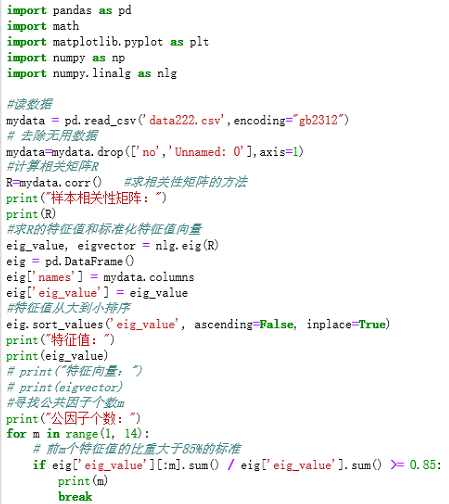 import pandas as pd
import math
import matplotlib.pyplot as plt
import numpy as np
import numpy.linalg as nlg
#读数据
mydata = pd.read_csv('data222.csv',encoding="gb2312")
# 去除无用数据
mydata=mydata.drop(['no','Unnamed: 0'],axis=1)
#计算相关矩阵R
R=mydata.corr()   #求相关性矩阵的方法
print("样本相关性矩阵：")
print(R)
#求R的特征值和标准化特征值向量
eig_value, eigvector = nlg.eig(R)
eig = pd.DataFrame()
eig['names'] = mydata.columns
eig['eig_value'] = eig_value
#特征值从大到小排序
eig.sort_values('eig_value', ascending=False, inplace=True)
print("特征值：")
print(eig_value)
# print("特征向量：")
# print(eigvector)
#寻找公共因子个数m
print("公因子个数：")
for m in range(1, 14):
    # 前m个特征值的比重大于85%的标准
    if eig['eig_value'][:m].sum() / eig['eig_value'].sum() >= 0.85:
        print(m)
        break